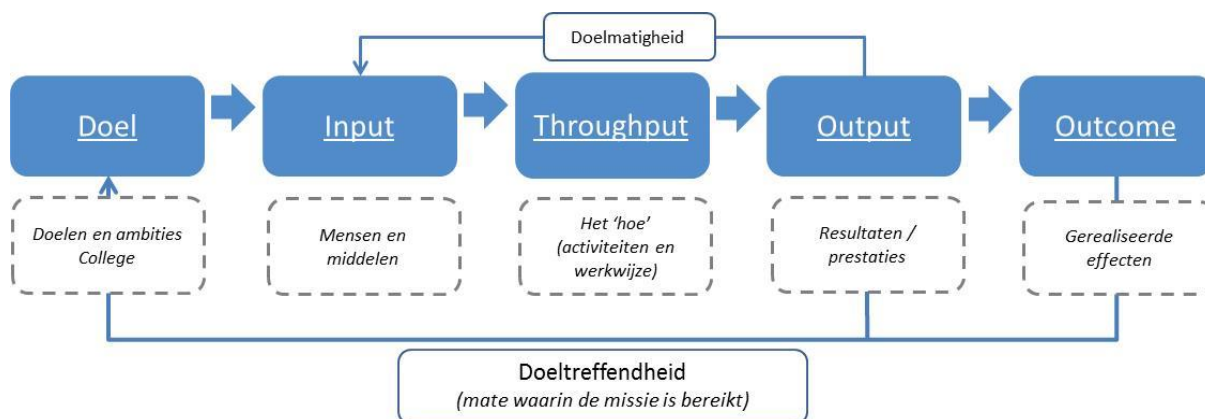 Doelmatigheid
Doel
Input
Throughput
Output
Outcome
Doelen en ambities
College
Mensen en
middelen
Het ‘hoe’
(activiteiten en
werkwijze)
Resultaten /
prestaties
Gerealiseerde
effecten
Doeltreffendheid
(mate waarin de missie is bereikt)